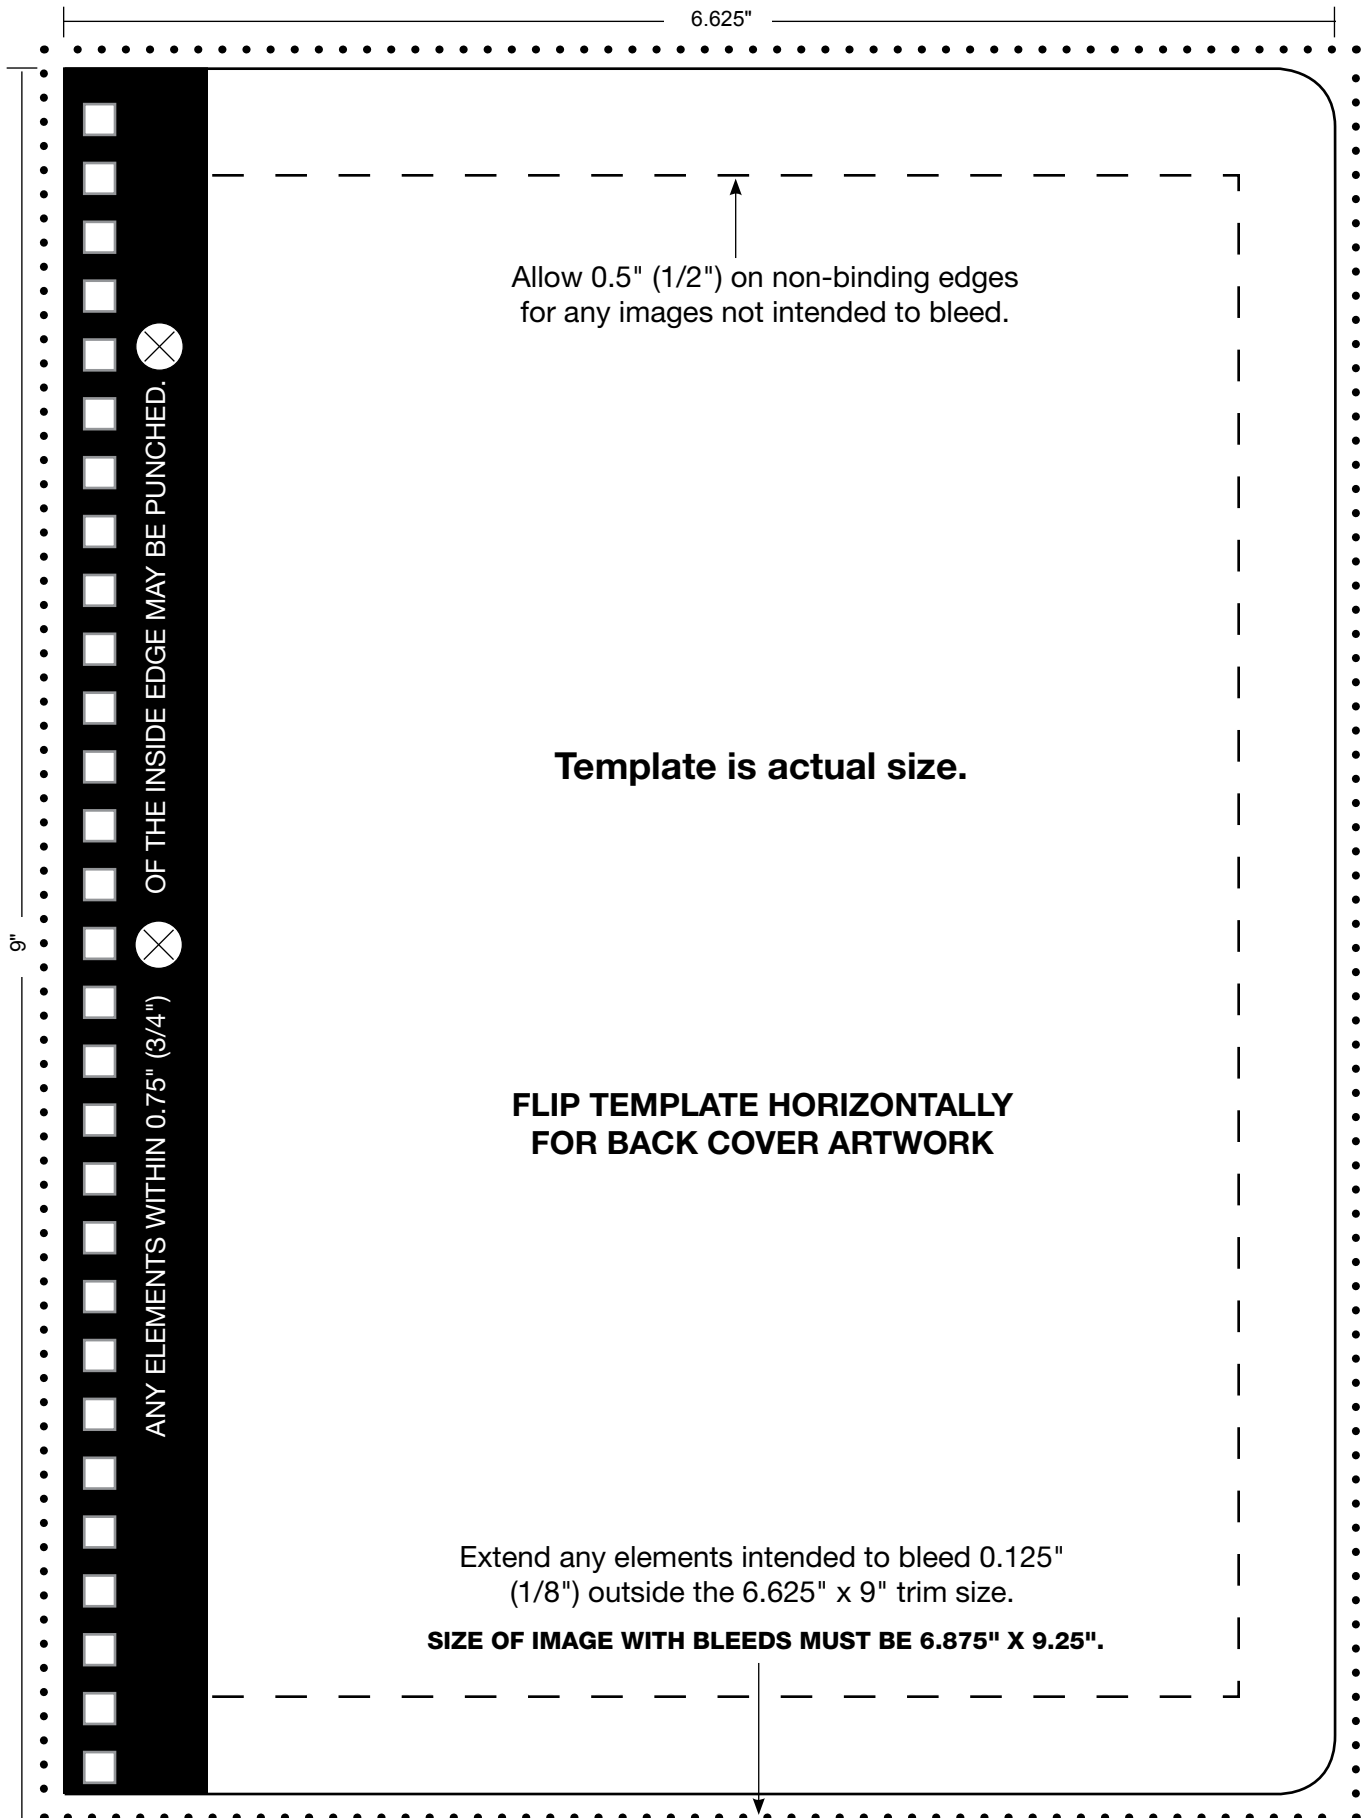 6.625"
9"
Allow 0.5" (1/2") on non-binding edges
for any images not intended to bleed.
ANY ELEMENTS WITHIN 0.75" (3/4") OF THE INSIDE EDGE MAY BE PUNCHED.
Template is actual size.
FLIP TEMPLATE HORIZONTALLY
FOR BACK COVER ARTWORK
Extend any elements intended to bleed 0.125"
(1/8") outside the 6.625" x 9" trim size.
SIZE OF IMAGE WITH BLEEDS MUST BE 6.875" X 9.25".